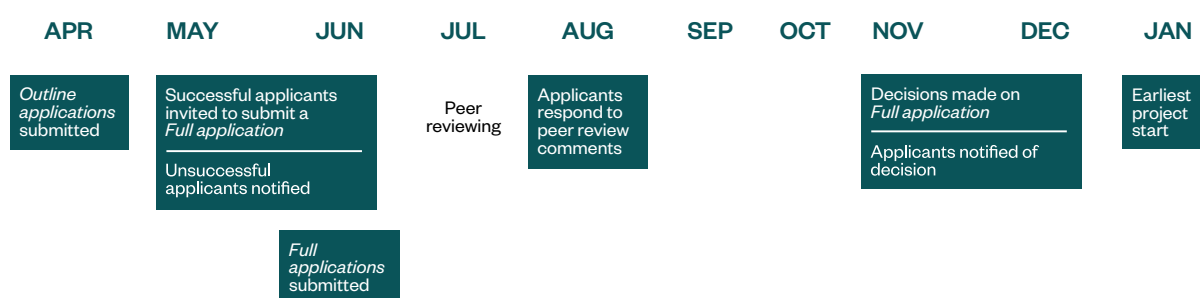 APR MAY JUN JUL AUG SEP OCT NOV DEC JAN
Outline
applications
submitted
Successful applicants
invited to submit a
Full application
Unsuccessful
applicants notified
Full
applications
submitted
Peer
reviewing
Applicants
respond to
peer review
comments
Decisions made on
Full application
Applicants notified of
decision
Earliest
project
start